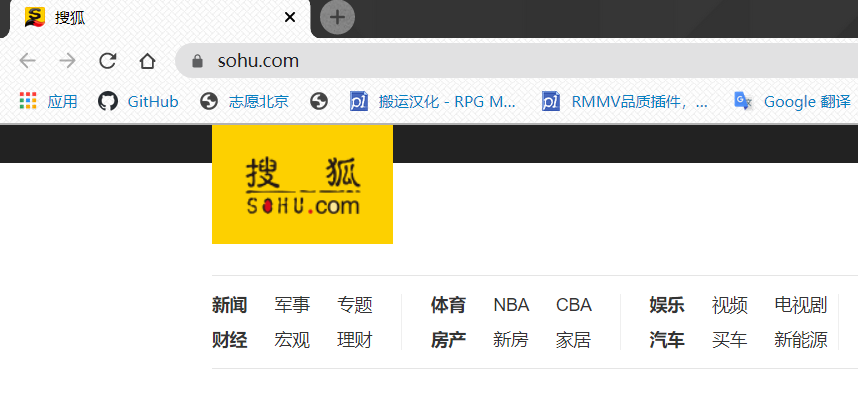 搜狐
sohu.com
应用 GitHub 志愿北京 搬运汉化 - RPG M... RMMV品质插件，... Google 翻译
搜 狐
SOHU.com
新闻 军事 专题 体育 NBA CBA 娱乐 视频 电视剧
财经 宏观 理财 房产 新房 家居 汽车 买车 新能源